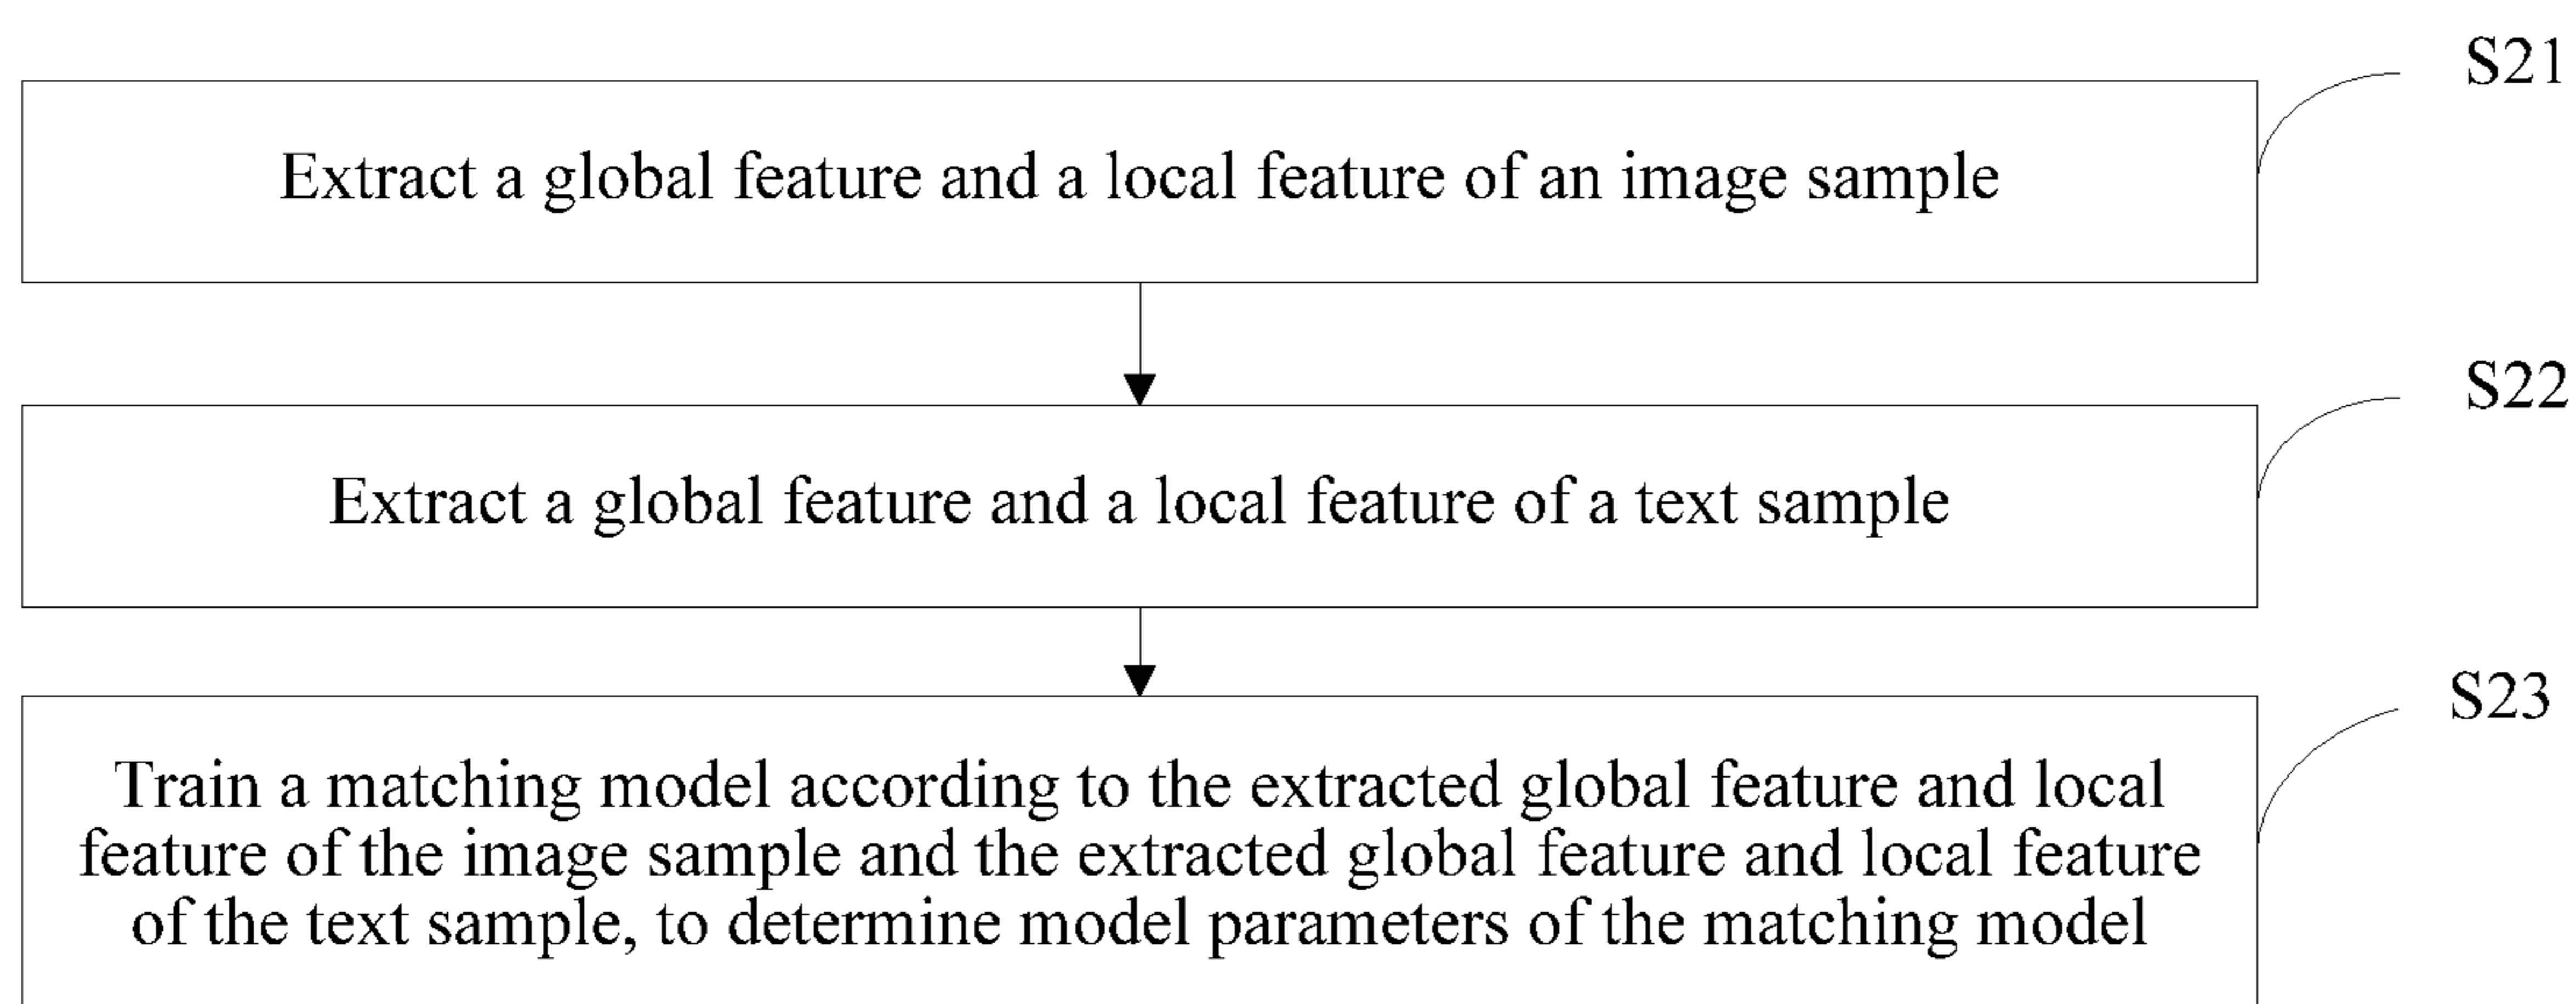 S21
Extract a global feature and a local feature of an image sample
S22
Extract a global feature and a local feature of a text sample
S23
Train a matching model according to the extracted global feature and local
feature of the image sample and the extracted global feature and local feature
of the text sample, to determine model parameters of the matching model